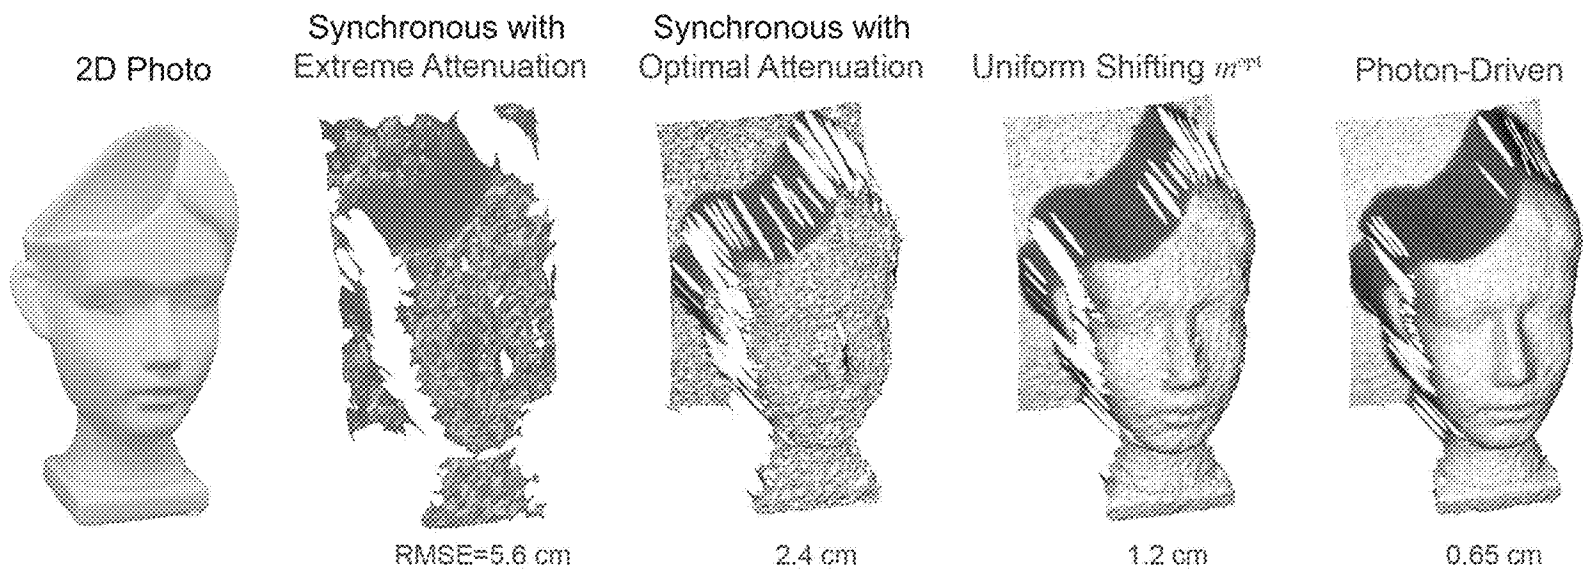 2D Photo
Synchronous with
Extreme Attenuation
Synchronous with
Optimal Attenuation
Uniform Shifting m^opt
Photon-Driven
RMSE=5.6 cm
2.4 cm
1.2 cm
0.65 cm